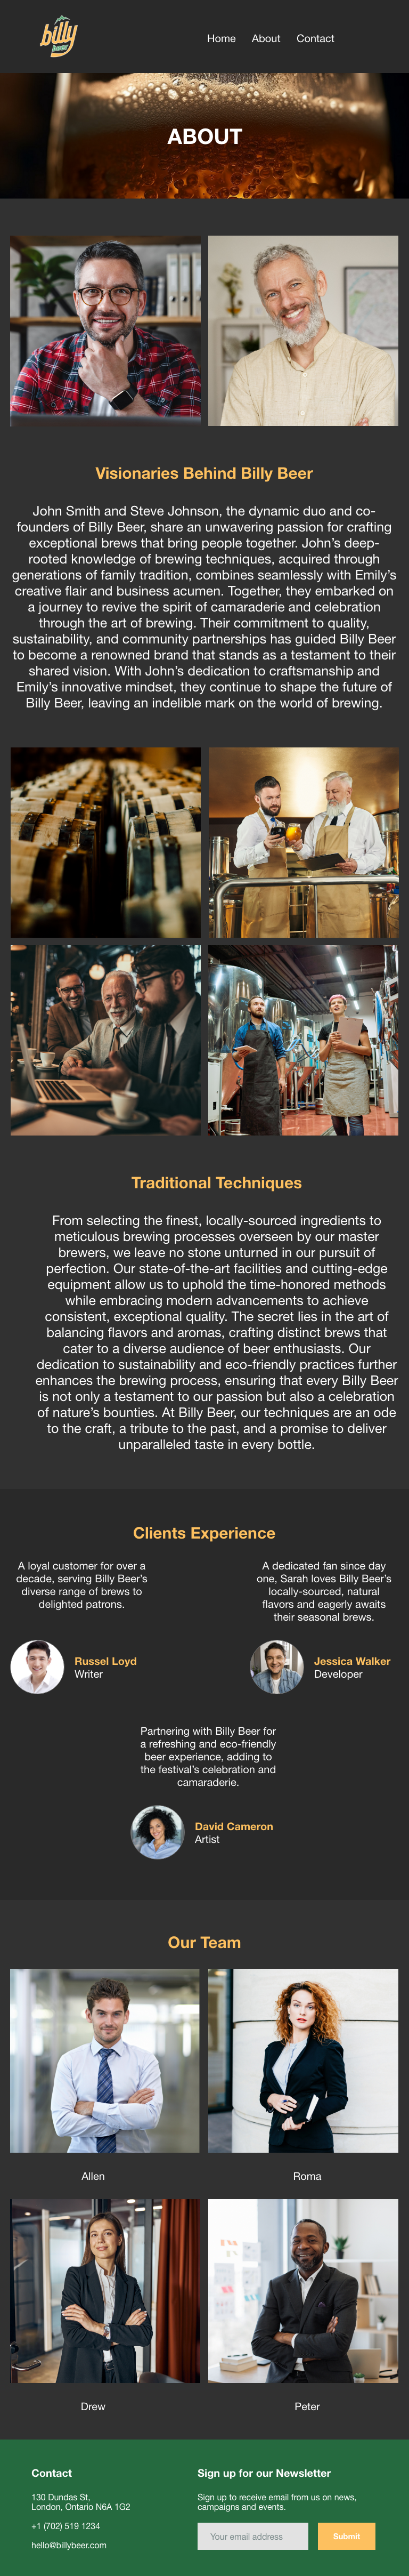 billy
beer
Home About Contact
ABOUT
Visionaries Behind Billy Beer
John Smith and Steve Johnson, the dynamic duo and co-
founders of Billy Beer, share an unwavering passion for crafting
exceptional brews that bring people together. John's deep-
rooted knowledge of brewing techniques, acquired through
generations of family tradition, combines seamlessly with Emily's
creative flair and business acumen. Together, they embarked on
a journey to revive the spirit of camaraderie and celebration
through the art of brewing. Their commitment to quality,
sustainability, and community partnerships has guided Billy Beer
to become a renowned brand that stands as a testament to their
shared vision. With John's dedication to craftsmanship and
Emily's innovative mindset, they continue to shape the future of
Billy Beer, leaving an indelible mark on the world of brewing.
Traditional Techniques
From selecting the finest, locally-sourced ingredients to
meticulous brewing processes overseen by our master
brewers, we leave no stone unturned in our pursuit of
perfection. Our state-of-the-art facilities and cutting-edge
equipment allow us to uphold the time-honored methods
while embracing modern advancements to achieve
consistent, exceptional quality. The secret lies in the art of
balancing flavors and aromas, crafting distinct brews that
cater to a diverse audience of beer enthusiasts. Our
dedication to sustainability and eco-friendly practices further
enhances the brewing process, ensuring that every Billy Beer
is not only a testament to our passion but also a celebration
of nature's bounties. At Billy Beer, our techniques are an ode
to the craft, a tribute to the past, and a promise to deliver
unparalleled taste in every bottle.
Clients Experience
A loyal customer for over a
decade, serving Billy Beer's
diverse range of brews to
delighted patrons.
Russel Loyd
Writer
A dedicated fan since day
one, Sarah loves Billy Beer's
locally-sourced, natural
flavors and eagerly awaits
their seasonal brews.
Jessica Walker
Developer
Partnering with Billy Beer for
a refreshing and eco-friendly
beer experience, adding to
the festival's celebration and
camaraderie.
David Cameron
Artist
Our Team
Allen
Roma
Drew
Peter
Contact
130 Dundas St,
London, Ontario N6A 1G2
+1 (702) 519 1234
hello@billybeer.com
Sign up for our Newsletter
Sign up to receive email from us on news,
campaigns and events.
Your email address
Submit